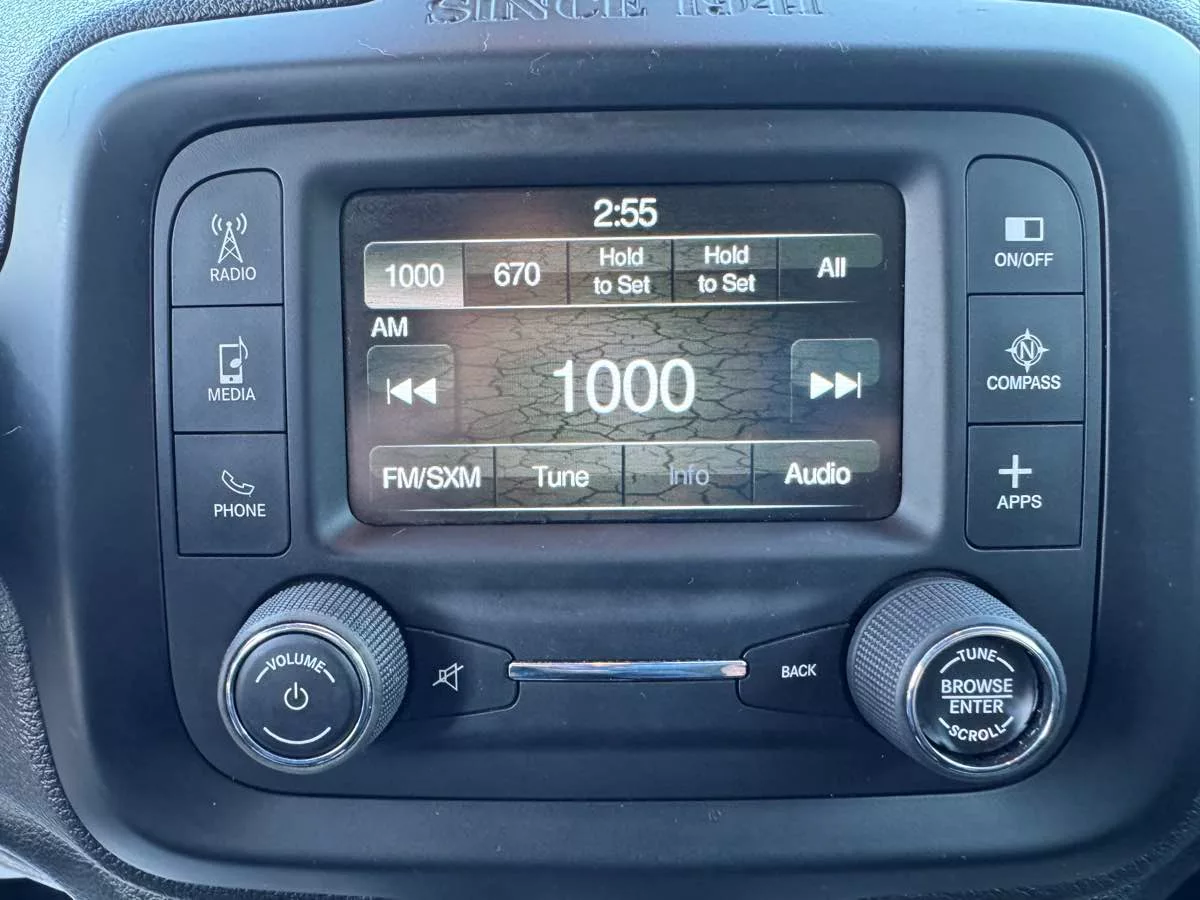 SINCE 1941
2:55
1000 670 Hold to Set Hold to Set All
AM
1000
FM/SXM Tune Info Audio
RADIO
MEDIA
PHONE
ON/OFF
N
COMPASS
APPS
VOLUME
BACK
TUNE
BROWSE
ENTER
SCROLL